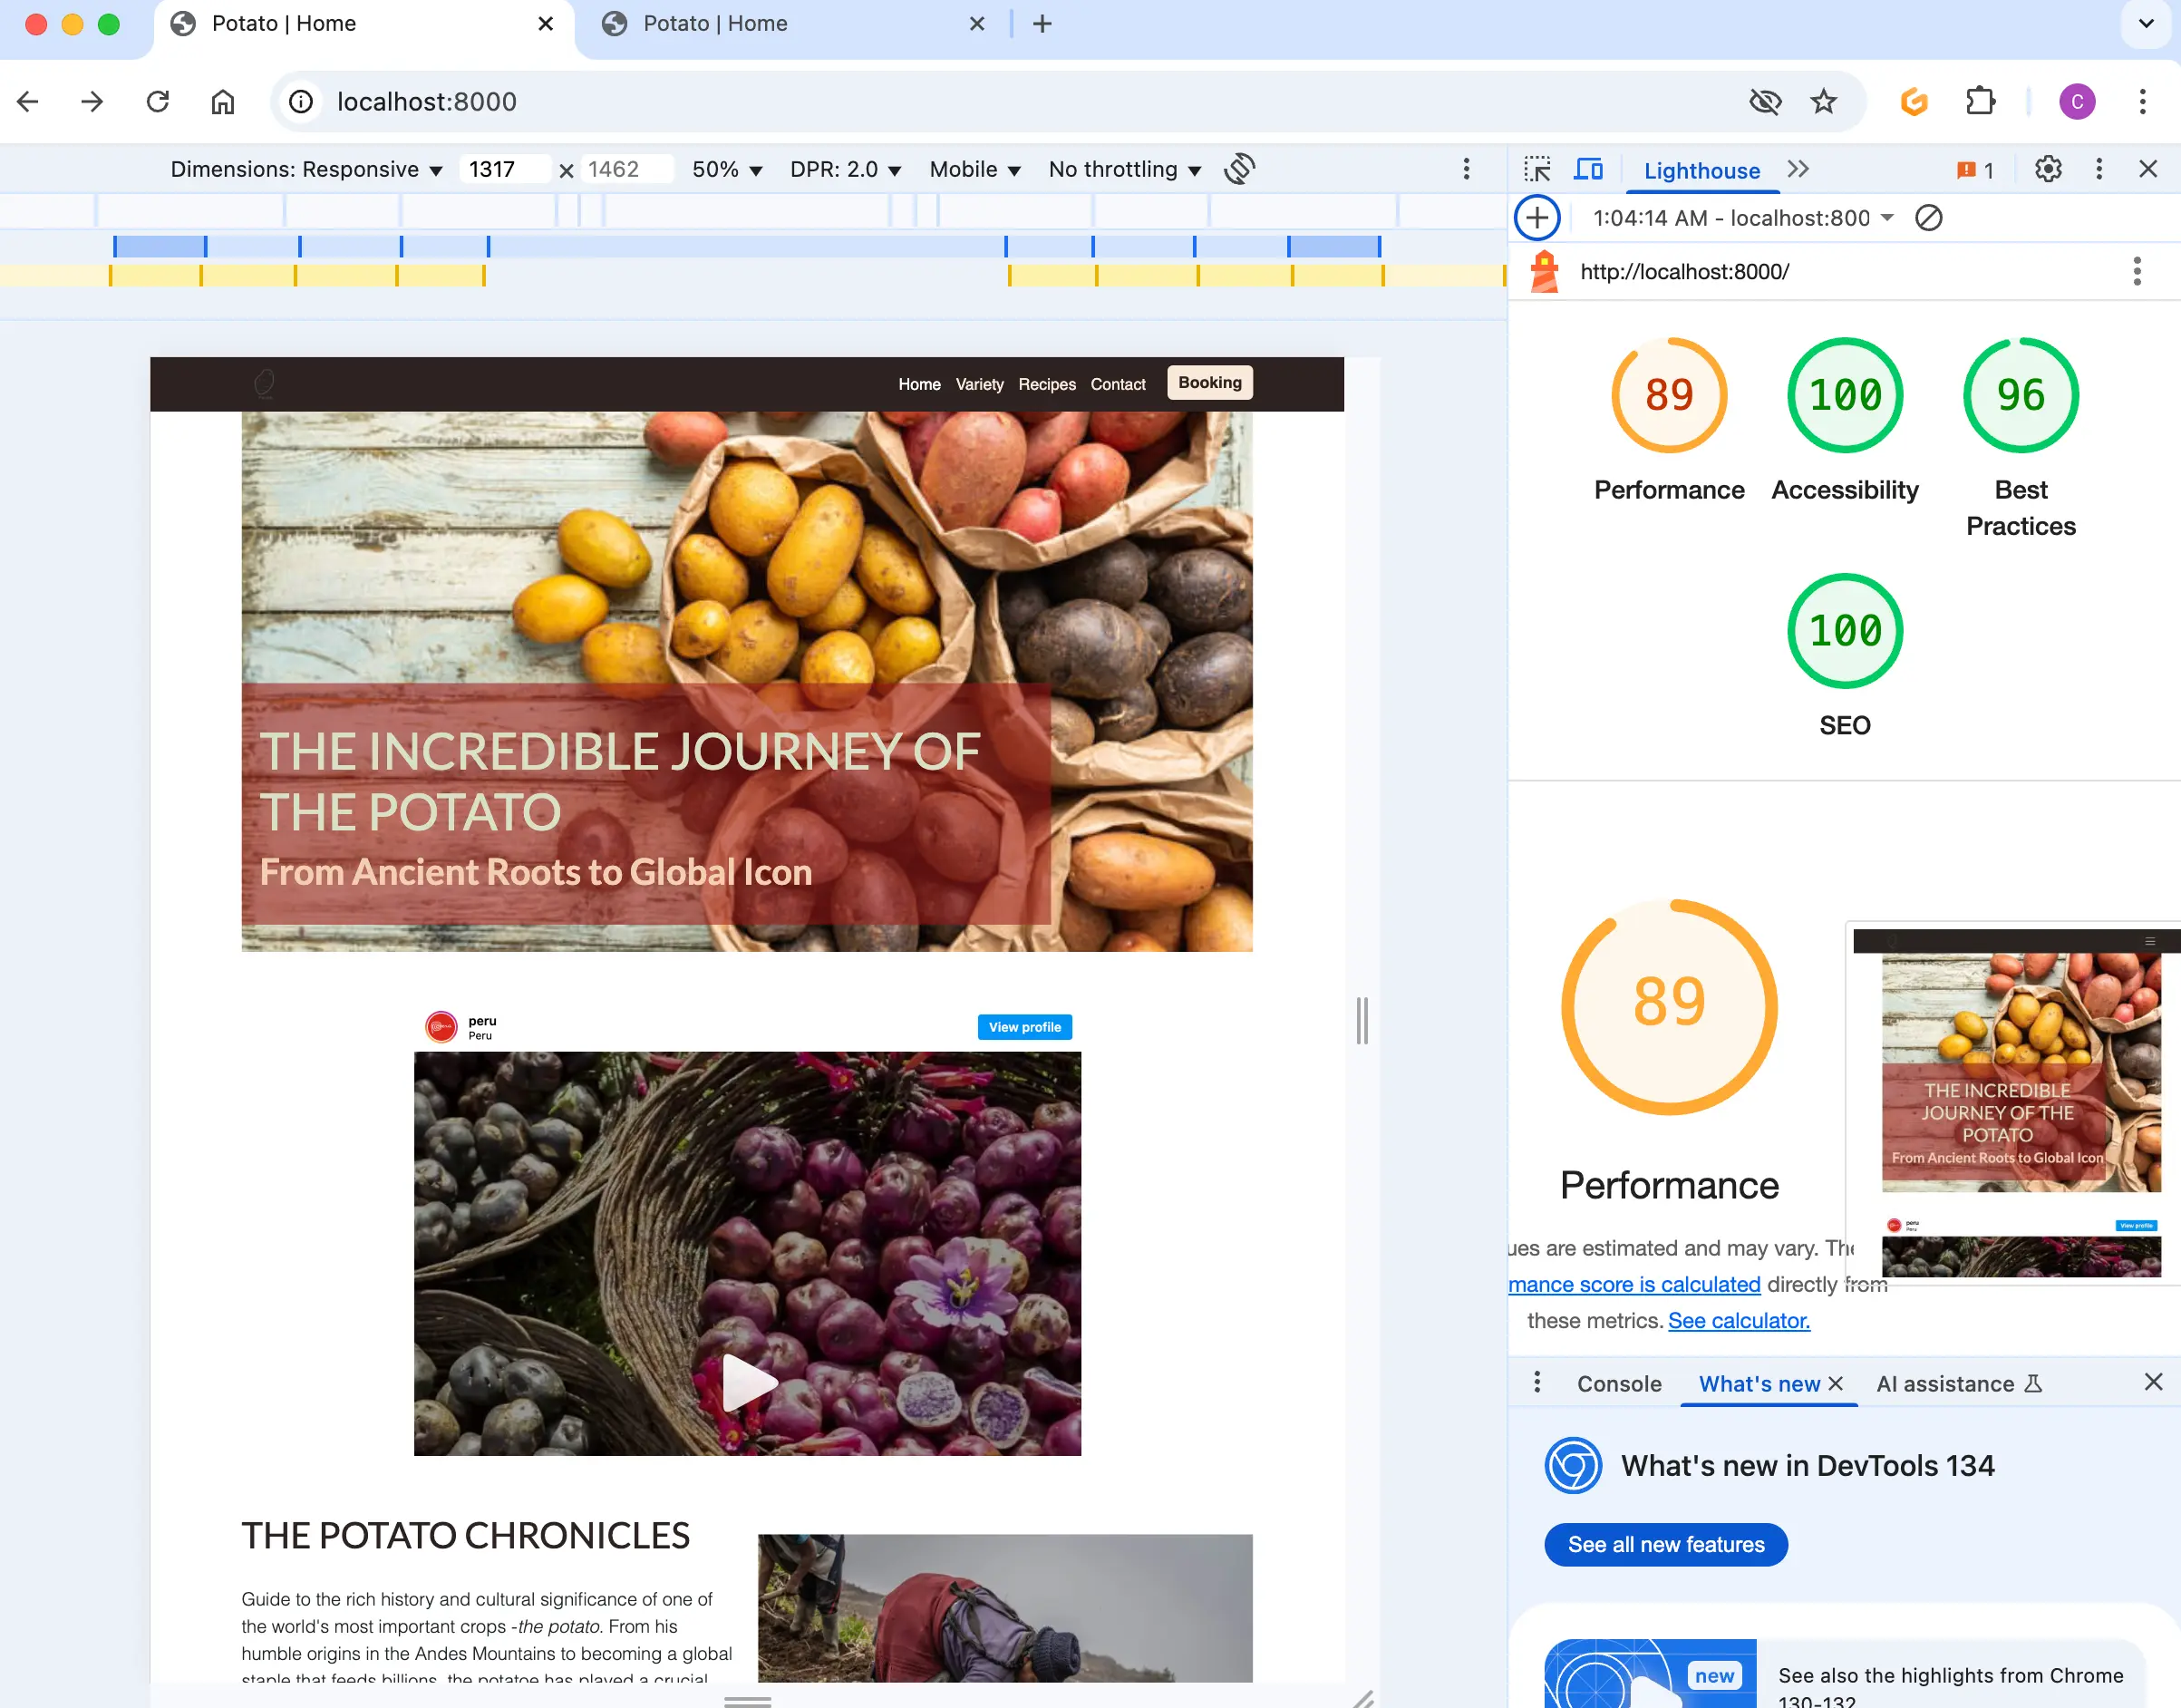 Potato | Home
Potato | Home
localhost:8000
C
Dimensions: Responsive 1317 × 1462 50% DPR: 2.0 Mobile No throttling
Lighthouse
1
1:04:14 AM - localhost:800
http://localhost:8000/
Home Variety Recipes Contact Booking
THE INCREDIBLE JOURNEY OF
THE POTATO
From Ancient Roots to Global Icon
peru
Peru
View profile
THE POTATO CHRONICLES
Guide to the rich history and cultural significance of one of
the world's most important crops -the potato. From his
humble origins in the Andes Mountains to becoming a global
staple that feeds billions, the potatoe has played a crucial
89
Performance
100
Accessibility
96
Best
Practices
100
SEO
89
Performance
ues are estimated and may vary. The
mance score is calculated directly from
these metrics. See calculator.
THE INCREDIBLE
JOURNEY OF THE
POTATO
From Ancient Roots to Global Icon
peru
Peru
View profile
Console What's new AI assistance
What's new in DevTools 134
See all new features
new
See also the highlights from Chrome
130-132